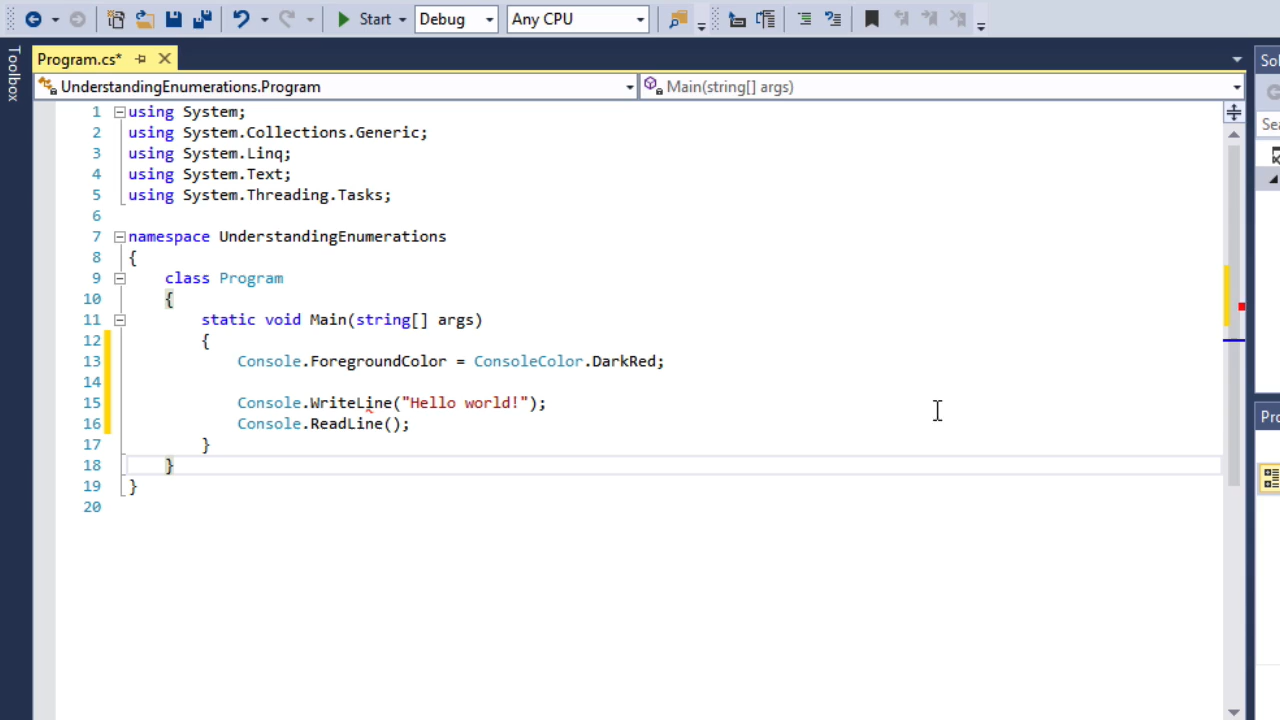 Start Debug Any CPU
Toolbox
Program.cs*
UnderstandingEnumerations.Program Main(string[] args)
1 using System;
2 using System.Collections.Generic;
3 using System.Linq;
4 using System.Text;
5 using System.Threading.Tasks;
6
7 namespace UnderstandingEnumerations
8 {
9 class Program
10 {
11 static void Main(string[] args)
12 {
13 Console.ForegroundColor = ConsoleColor.DarkRed;
14
15 Console.WriteLine("Hello world!");
16 Console.ReadLine();
17 }
18 }
19 }
20
Sol
Sea
Pro